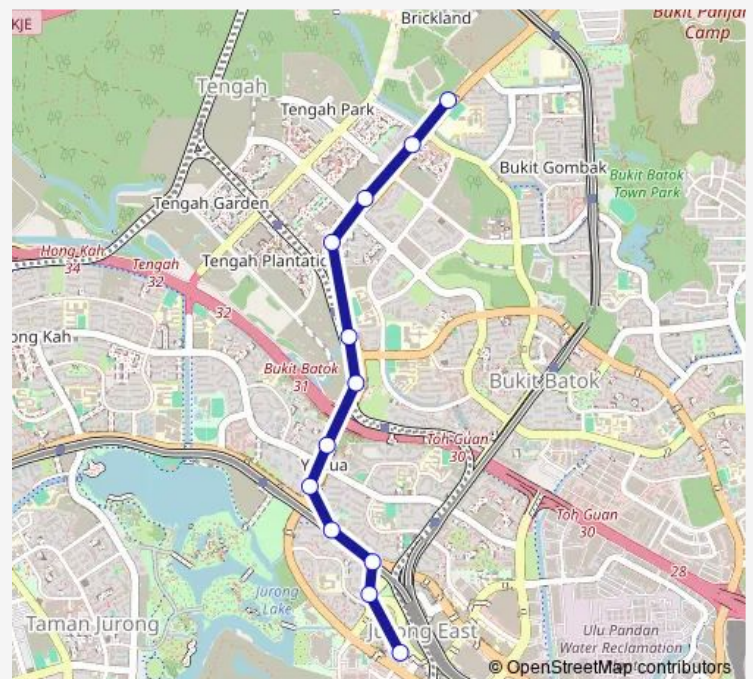 Brickland
Bukit Panjan
Camp
KJE
Tengah
Tengah Park
Bukit Gombak
Bukit Batok
Town Park
Tengah Garden
Hong Kah
34
Tengah
32
Tengah Plantatic
32
ong Kah
Bukit Batok
31
Bukit Batok
Toh Guan
30
Toh Guan
30
28
Jurong
Lake
Taman Jurong
Jurong East
Ulu Pandan
Water Reclamation
© OpenStreetMap contributors